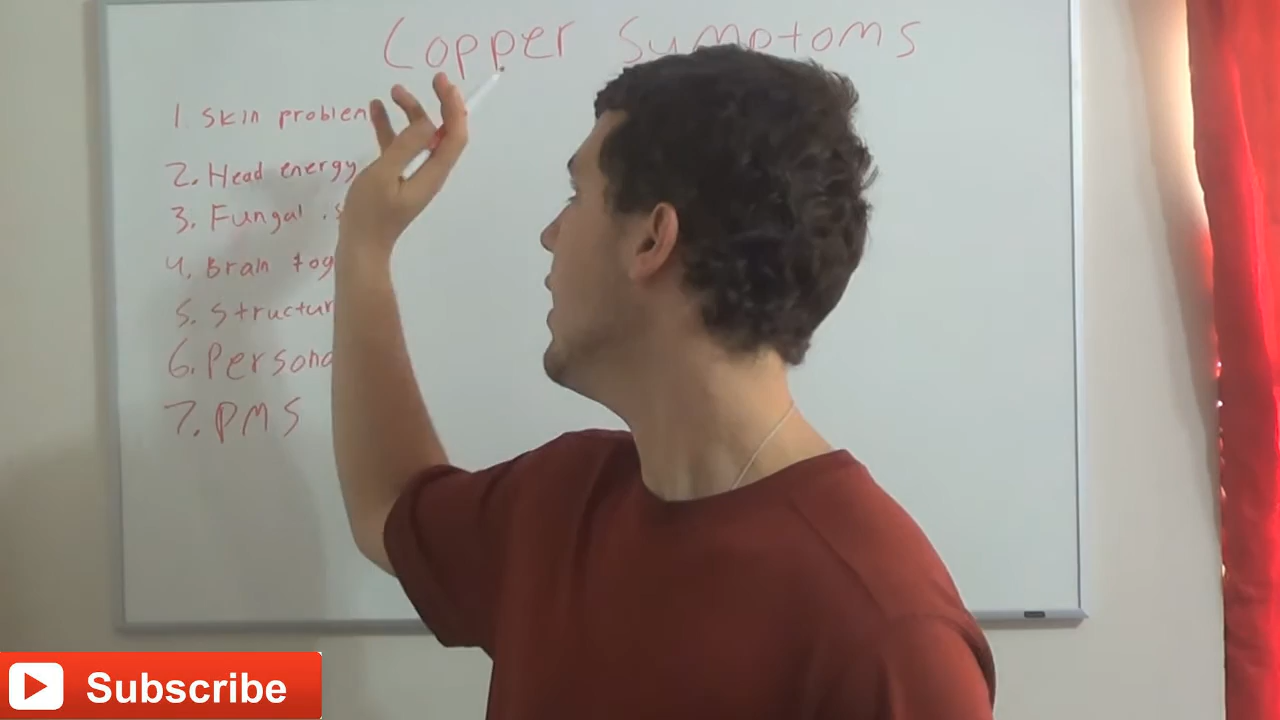 Copper Symptoms
1. Skin problem
2. Head energy
3. Fungal
4. Brain fog
5. Structur
6. Persona
7. PMS
Subscribe